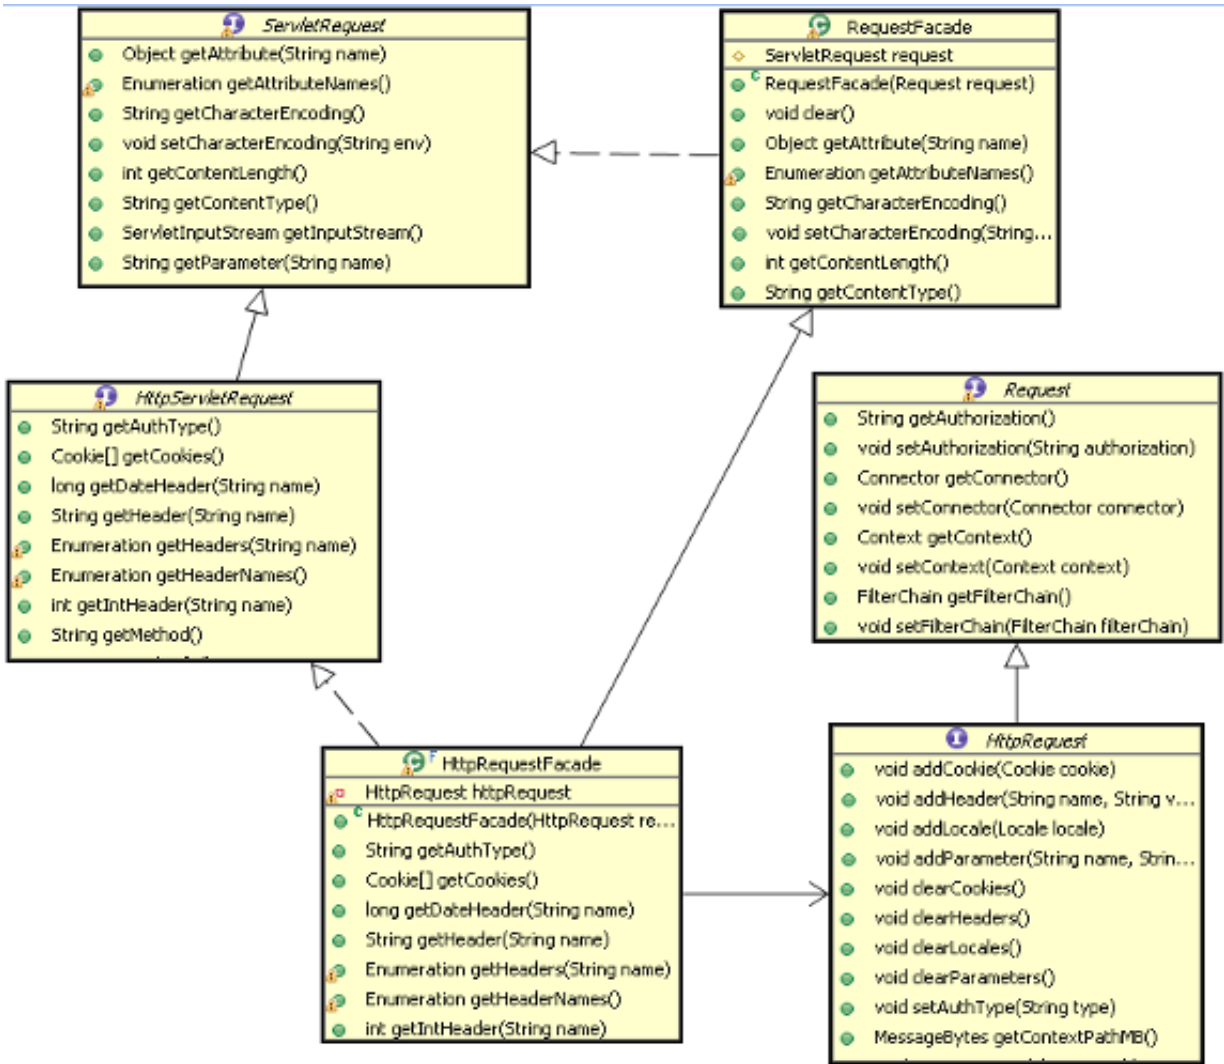 ServletRequest
Object getAttribute(String name)
Enumeration getAttributeNames()
String getCharacterEncoding()
void setCharacterEncoding(String env)
int getContentLength()
String getContentType()
ServletInputStream getInputStream()
String getParameter(String name)
RequestFacade
ServletRequest request
RequestFacade(Request request)
void clear()
Object getAttribute(String name)
Enumeration getAttributeNames()
String getCharacterEncoding()
void setCharacterEncoding(String...
int getContentLength()
String getContentType()
HttpServletRequest
String getAuthType()
Cookie[] getCookies()
long getDateHeader(String name)
String getHeader(String name)
Enumeration getHeaders(String name)
Enumeration getHeaderNames()
int getIntHeader(String name)
String getMethod()
Request
String getAuthorization()
void setAuthorization(String authorization)
Connector getConnector()
void setConnector(Connector connector)
Context getContext()
void setContext(Context context)
FilterChain getFilterChain()
void setFilterChain(FilterChain filterChain)
HttpRequestFacade
HttpRequest httpRequest
HttpRequestFacade(HttpRequest re...
String getAuthType()
Cookie[] getCookies()
long getDateHeader(String name)
String getHeader(String name)
Enumeration getHeaders(String name)
Enumeration getHeaderNames()
int getIntHeader(String name)
HttpRequest
void addCookie(Cookie cookie)
void addHeader(String name, String v...
void addLocale(Locale locale)
void addParameter(String name, Strin...
void clearCookies()
void clearHeaders()
void clearLocales()
void clearParameters()
void setAuthType(String type)
MessageBytes getContextPathMB()